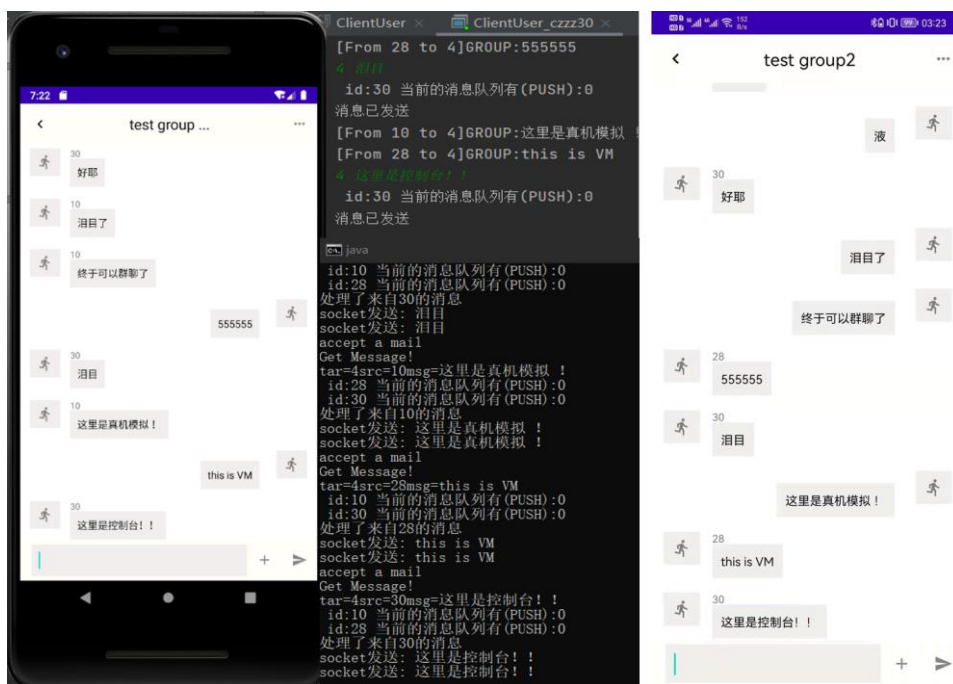 7:22
test group ...
30
好耶
10
泪目了
10
终于可以群聊了
555555
30
泪目
10
这里是真机模拟！
this is VM
30
这里是控制台！！
ClientUser
ClientUser_czzz30
[From 28 to 4]GROUP:555555
4 泪目
id:30 当前的消息队列有(PUSH):0
消息已发送
[From 10 to 4]GROUP:这里是真机模拟 ！
[From 28 to 4]GROUP:this is VM
4 这里是控制台！！
id:30 当前的消息队列有(PUSH):0
消息已发送
java
id:10 当前的消息队列有(PUSH):0
id:28 当前的消息队列有(PUSH):0
处理了来自30的消息
socket发送: 泪目
socket发送: 泪目
accept a mail
Get Message!
tar=4src=10msg=这里是真机模拟 ！
id:28 当前的消息队列有(PUSH):0
id:30 当前的消息队列有(PUSH):0
处理了来自10的消息
socket发送: 这里是真机模拟 ！
socket发送: 这里是真机模拟 ！
accept a mail
Get Message!
tar=4src=28msg=this is VM
id:10 当前的消息队列有(PUSH):0
id:30 当前的消息队列有(PUSH):0
处理了来自28的消息
socket发送: this is VM
socket发送: this is VM
accept a mail
Get Message!
tar=4src=30msg=这里是控制台！！
id:10 当前的消息队列有(PUSH):0
id:28 当前的消息队列有(PUSH):0
处理了来自30的消息
socket发送: 这里是控制台！！
socket发送: 这里是控制台！！
03:23
test group2
液
30
好耶
泪目了
终于可以群聊了
28
555555
30
泪目
这里是真机模拟！
28
this is VM
30
这里是控制台！！